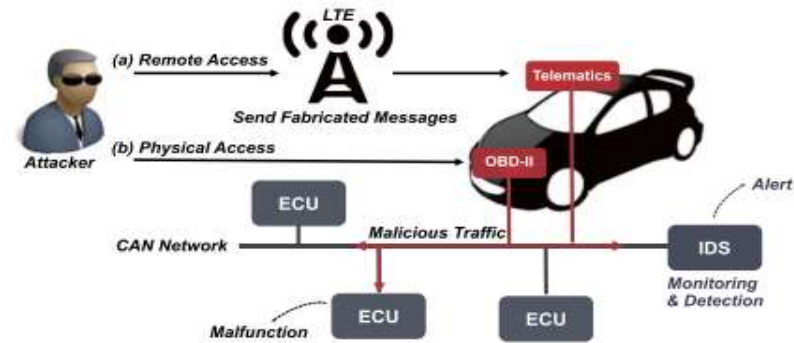 LTE
(a) Remote Access
Telematics
Send Fabricated Messages
(b) Physical Access
Attacker
OBD-II
Alert
ECU
Malicious Traffic
CAN Network
IDS
Monitoring
& Detection
ECU
ECU
Malfunction